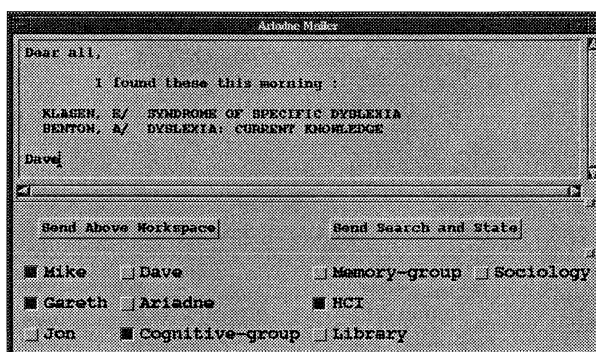 Ariadne Mailer
Dear all,
I found these this morning :
KLASEN, E/ SYNDROME OF SPECIFIC DYSLEXIA
BENTON, A/ DYSLEXIA: CURRENT KNOWLEDGE
Dave
Send Above Workspace Send Search and State
Mike Dave Memory-group Sociology
Gareth Ariadne HCI
Jon Cognitive-group Library